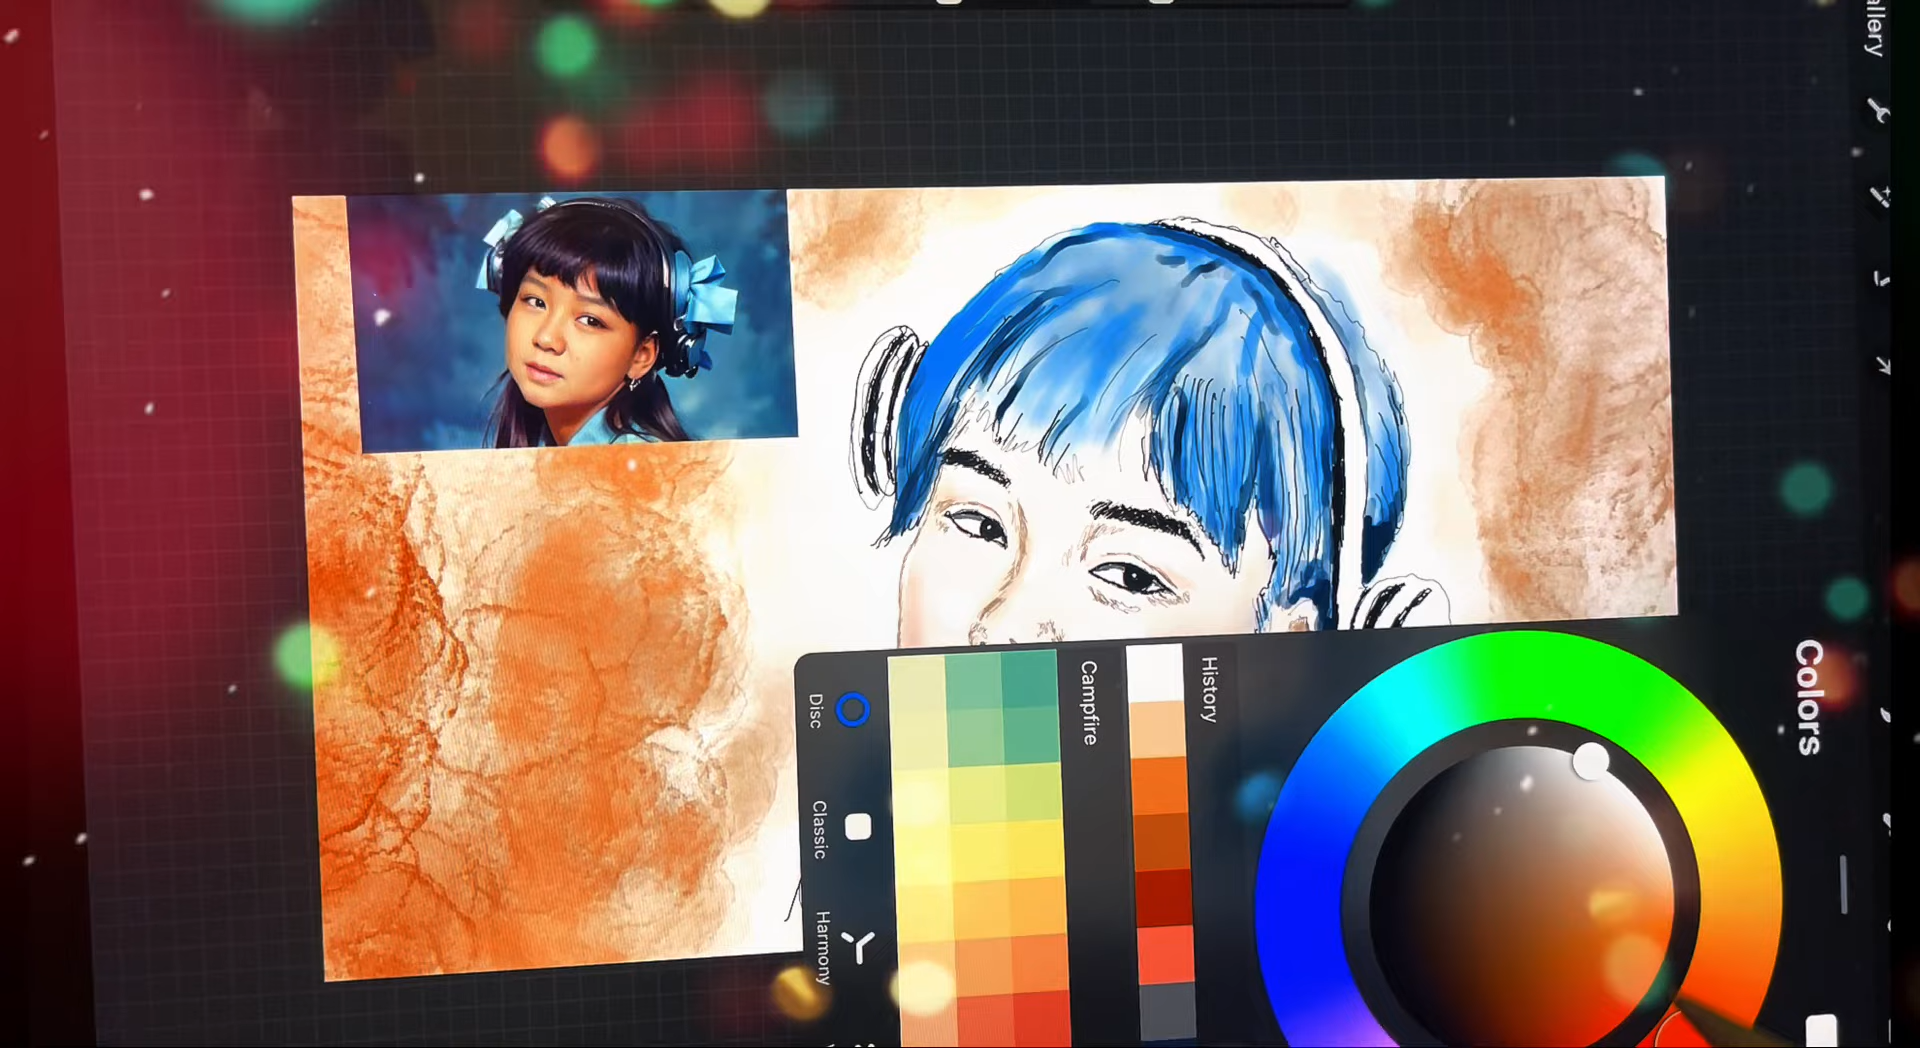 allery
Colors
History
Campfire
Disc
Classic
Harmony